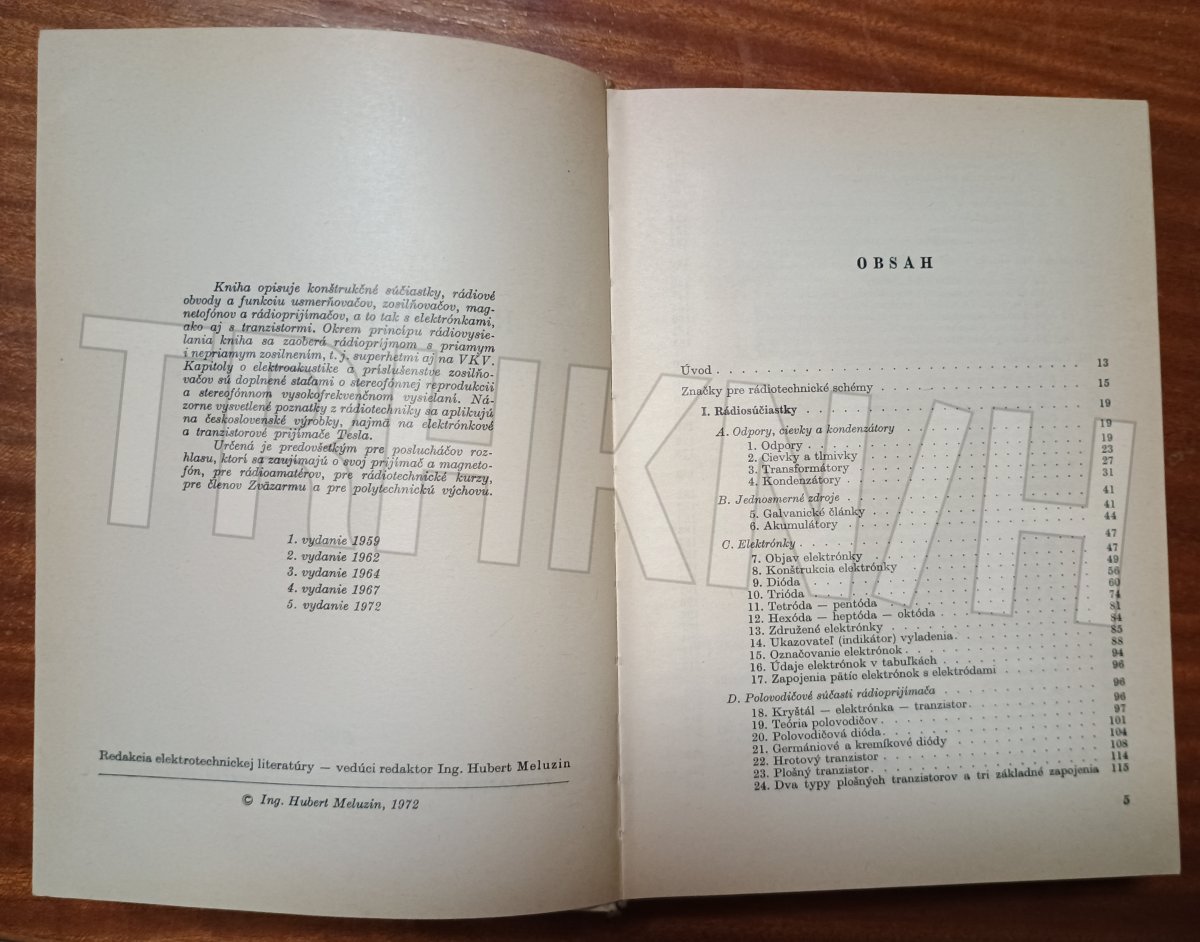 Kniha opisuje konštrukčné súčiastky, rádiové
obvody a funkciu usmerňovačov, zosilňovačov, mag-
netofónov a rádioprijímačov, a to tak s elektrónkami,
ako aj s tranzistormi. Okrem princípu rádiovysie-
lania kniha sa zaoberá rádiopríjmom s priamym
i nepriamym zosilnením, t. j. superhetmi aj na VKV.
Kapitoly o elektroakustike a príslušenstve zosilňo-
vačov sú doplnené staťami o stereofónnej reprodukcii
a stereofónnom vysokofrekvenčnom vysielaní. Ná-
zorne vysvetlené poznatky z rádiotechniky sa aplikujú
na československé výrobky, najmä na elektrónkové
a tranzistorové prijímače Tesla.
Určená je predovšetkým pre poslucháčov roz-
hlasu, ktorí sa zaujímajú o svoj prijímač a magneto-
fón, pre rádioamatérov, pre rádiotechnické kurzy,
pre členov Zväzarmu a pre polytechnickú výchovu.
1. vydanie 1959
2. vydanie 1962
3. vydanie 1964
4. vydanie 1967
5. vydanie 1972
Redakcia elektrotechnickej literatúry — vedúci redaktor Ing. Hubert Meluzin
© Ing. Hubert Meluzin, 1972
OBSAH
Úvod 13
Značky pre rádiotechnické schémy 15
I. Rádiosúčiastky 19
A. Odpory, cievky a kondenzátory 19
1. Odpory 19
2. Cievky a tlmivky 23
3. Transformátory 27
4. Kondenzátory 31
B. Jednosmerné zdroje 41
5. Galvanické články 41
6. Akumulátory 44
C. Elektrónky 47
7. Objav elektrónky 47
8. Konštrukcia elektrónky 49
9. Dióda 56
10. Trióda 60
11. Tetróda — pentóda 74
12. Hexóda — heptóda — októda 81
13. Združené elektrónky 84
14. Ukazovateľ (indikátor) vyladenia 85
15. Označovanie elektrónok 88
16. Údaje elektrónok v tabuľkách 94
17. Zapojenia pätíc elektrónok s elektródami 96
D. Polovodičové súčasti rádioprijímača 96
18. Kryštál — elektrónka — tranzistor 96
19. Teória polovodičov 97
20. Polovodičová dióda 101
21. Germániové a kremíkové diódy 104
22. Hrotový tranzistor 108
23. Plošný tranzistor 114
24. Dva typy plošných tranzistorov a tri základné zapojenia 115
5